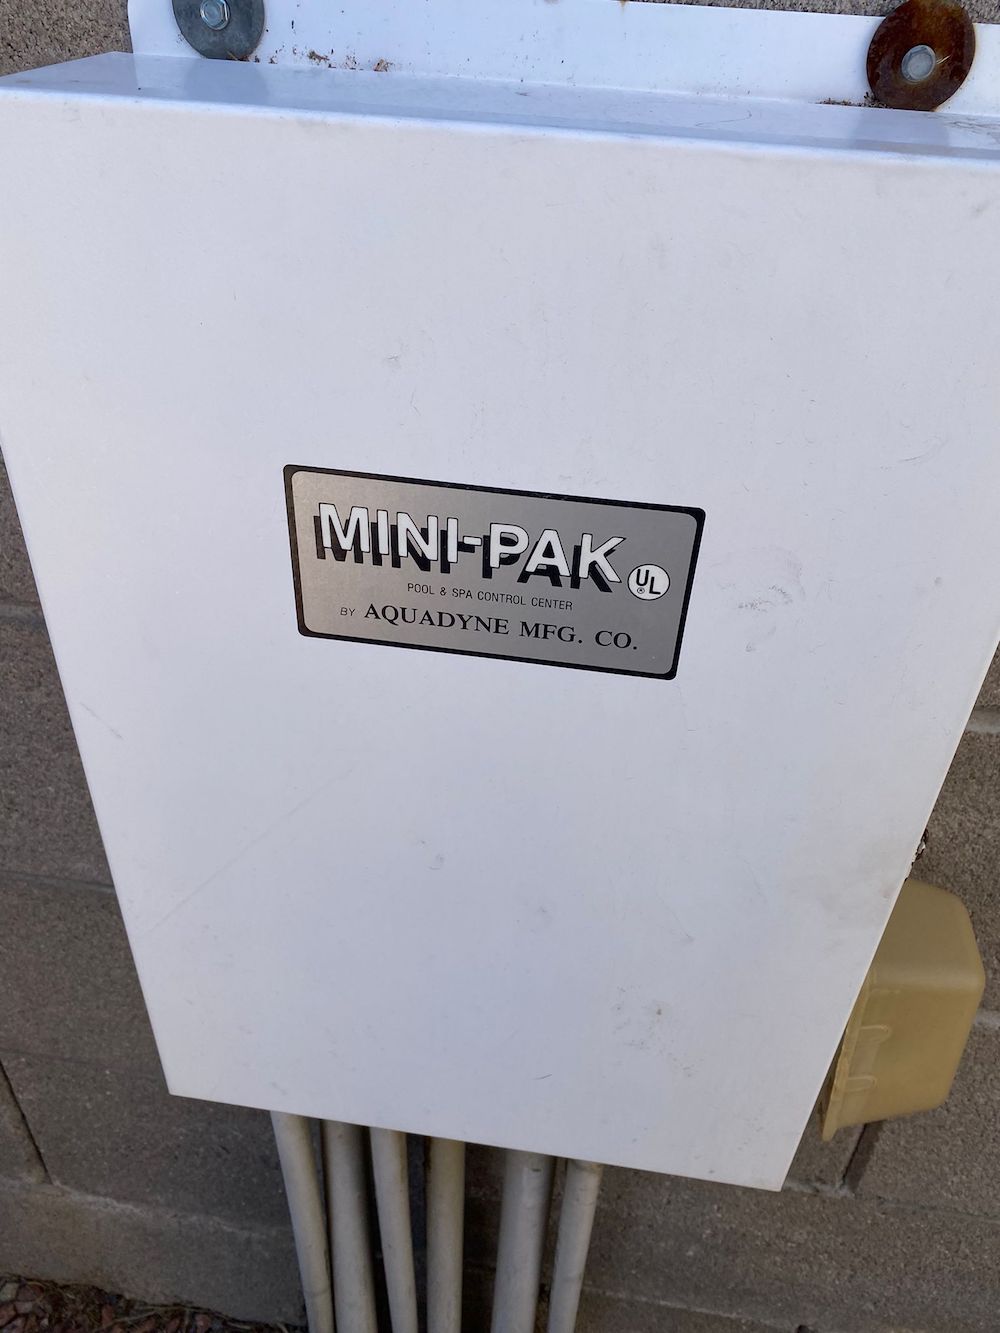 MINI-PAK
UL
POOL & SPA CONTROL CENTER
BY AQUADYNE MFG. CO.